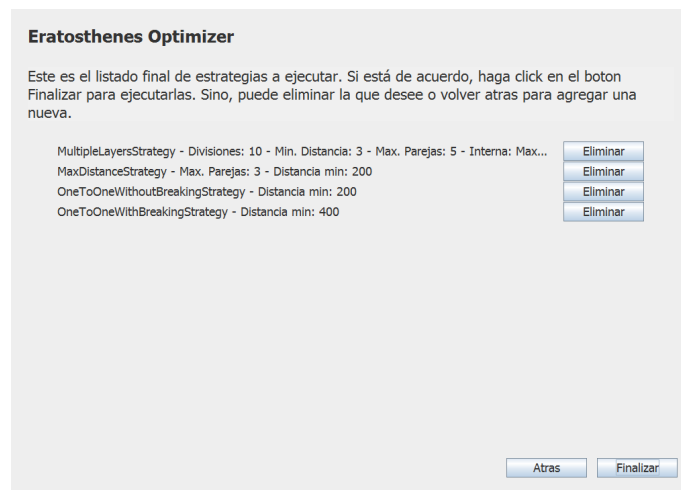 Eratosthenes Optimizer
Este es el listado final de estrategias a ejecutar. Si está de acuerdo, haga click en el boton
Finalizar para ejecutarlas. Sino, puede eliminar la que desee o volver atras para agregar una
nueva.
MultipleLayersStrategy - Divisiones: 10 - Min. Distancia: 3 - Max. Parejas: 5 - Interna: Max... Eliminar
MaxDistanceStrategy - Max. Parejas: 3 - Distancia min: 200 Eliminar
OneToOneWithoutBreakingStrategy - Distancia min: 200 Eliminar
OneToOneWithBreakingStrategy - Distancia min: 400 Eliminar
Atras Finalizar